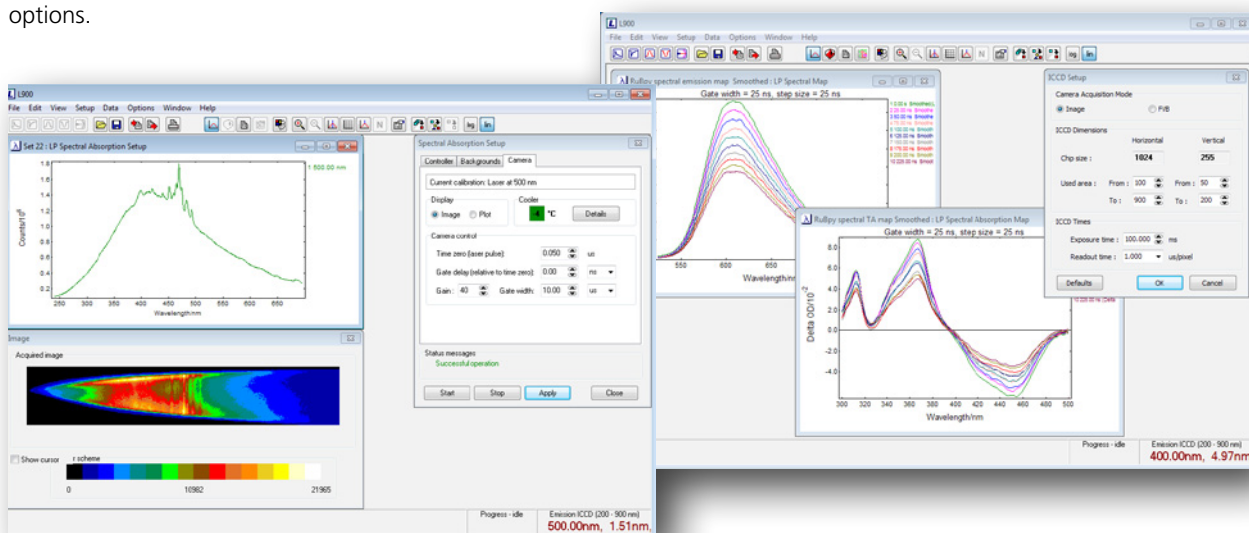 options.
L900
File Edit View Setup Data Options Window Help
log lin
Set 22 : LP Spectral Absorption Setup
1 500.00 nm
Counts/10⁶
1.8
1.6
1.4
1.2
1.0
0.8
0.6
0.4
0.2
250 300 350 400 450 500 550 600 650
Wavelength/nm
Image
Acquired image
Show cursor
r scheme
0 10982 21965
Spectral Absorption Setup
Controller Backgrounds Camera
Current calibration: Laser at 500 nm
Display Cooler
Image Plot -4 °C Details
Camera control
Time zero (laser pulse): 0.050 us
Gate delay (relative to time zero): 0.00 ns
Gain : 40 Gate width: 10.00 us
Status messages
Successful operation
Start Stop Apply Close
Progress - idle Emission ICCD (200 - 900 nm)
500.00nm, 1.51nm,
L900
File Edit View Setup Data Options Window Help
log lin
RuBpy spectral emission map Smoothed : LP Spectral Map
Gate width = 25 ns, step size = 25 ns
550 600 650
Wavelength/nm
RuBpy spectral TA map Smoothed : LP Spectral Absorption Map
Gate width = 25 ns, step size = 25 ns
Delta OD/10⁻²
8.0
6.0
4.0
2.0
0.0
-2.0
-4.0
300 320 340 360 380 400 420 440 460 480 500
Wavelength/nm
ICCD Setup
Camera Acquisition Mode
Image FVB
ICCD Dimensions
Horizontal Vertical
Chip size : 1024 255
Used area : From : 100 From : 50
To : 900 To : 200
ICCD Times
Exposure time : 100.000 ms
Readout time : 1.000 us/pixel
Defaults OK Cancel
Progress - idle Emission ICCD (200 - 900 nm)
400.00nm, 4.97nm